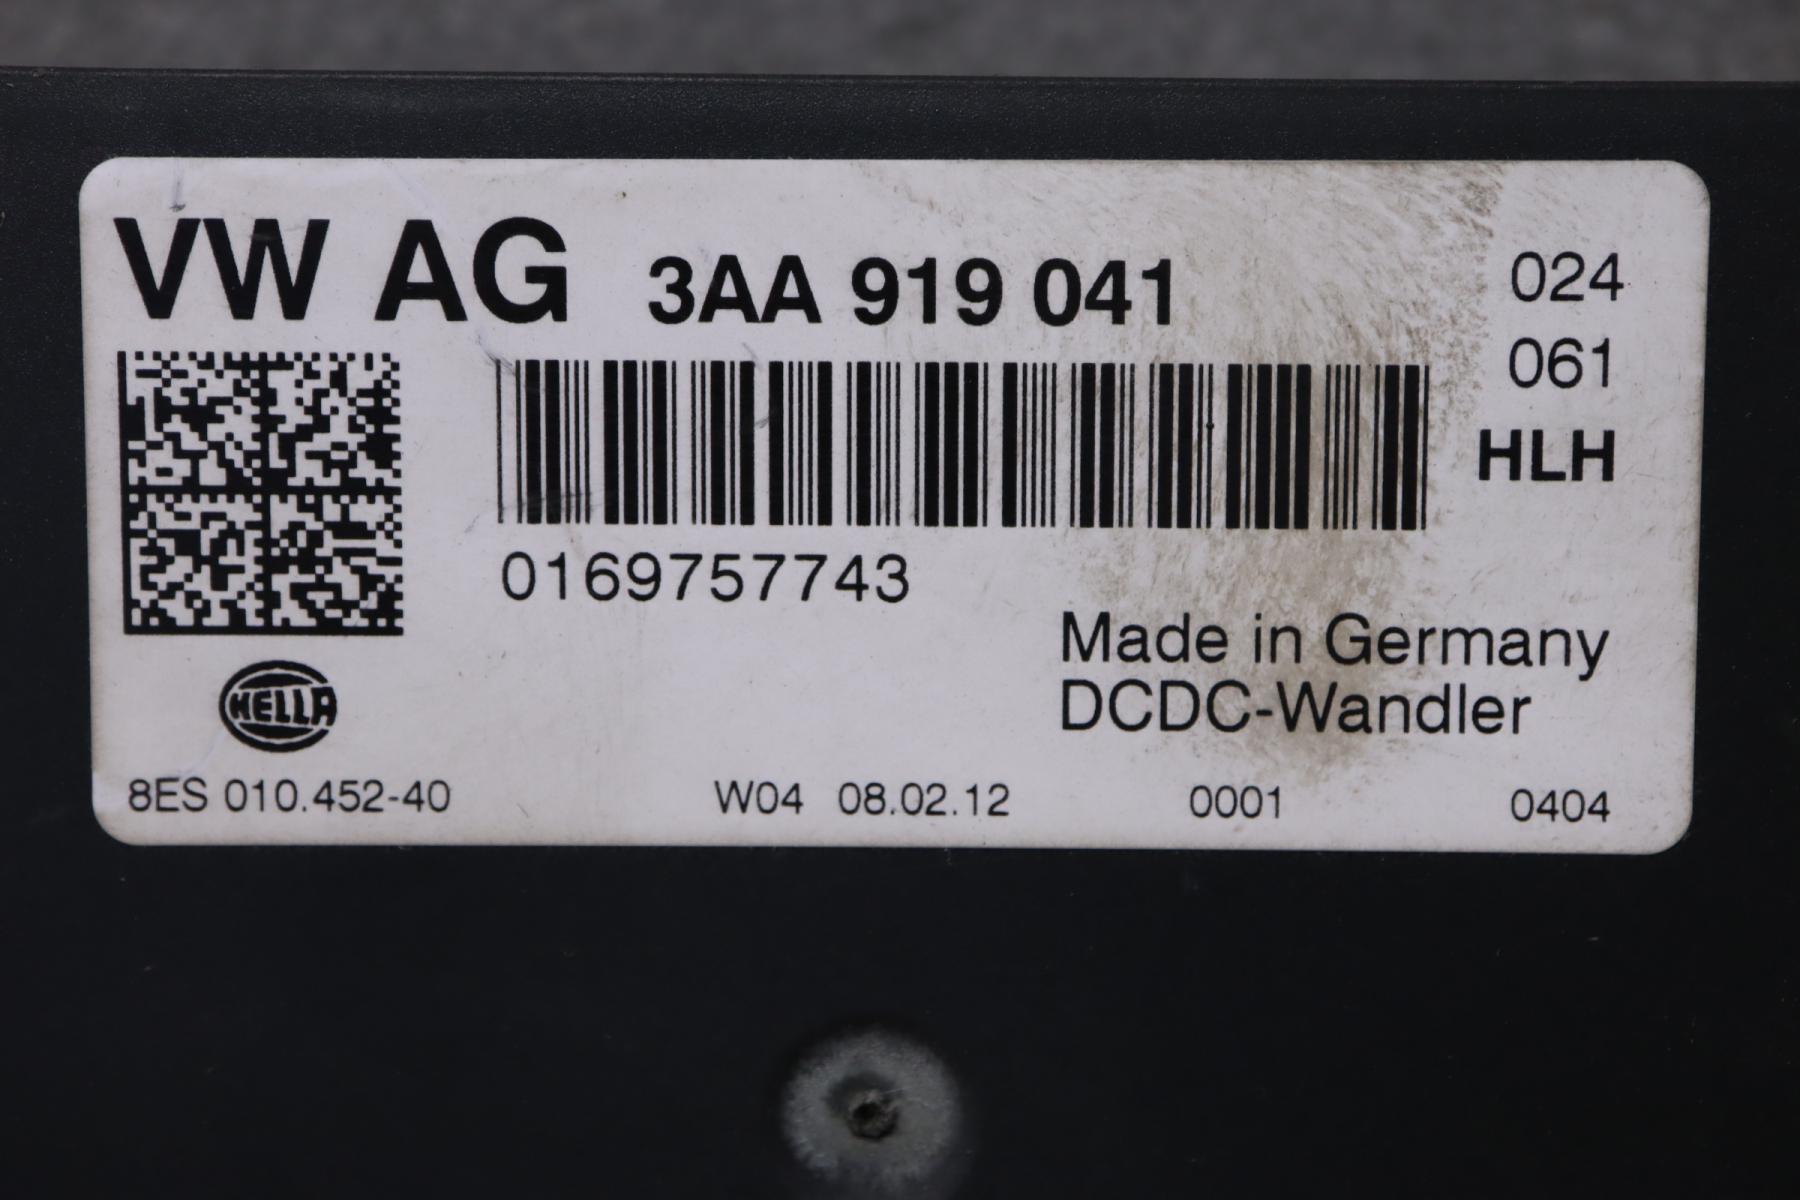 VW AG 3AA 919 041
024
061
HLH
0169757743
Made in Germany
DCDC-Wandler
HELLA
8ES 010.452-40 W04 08.02.12 0001 0404